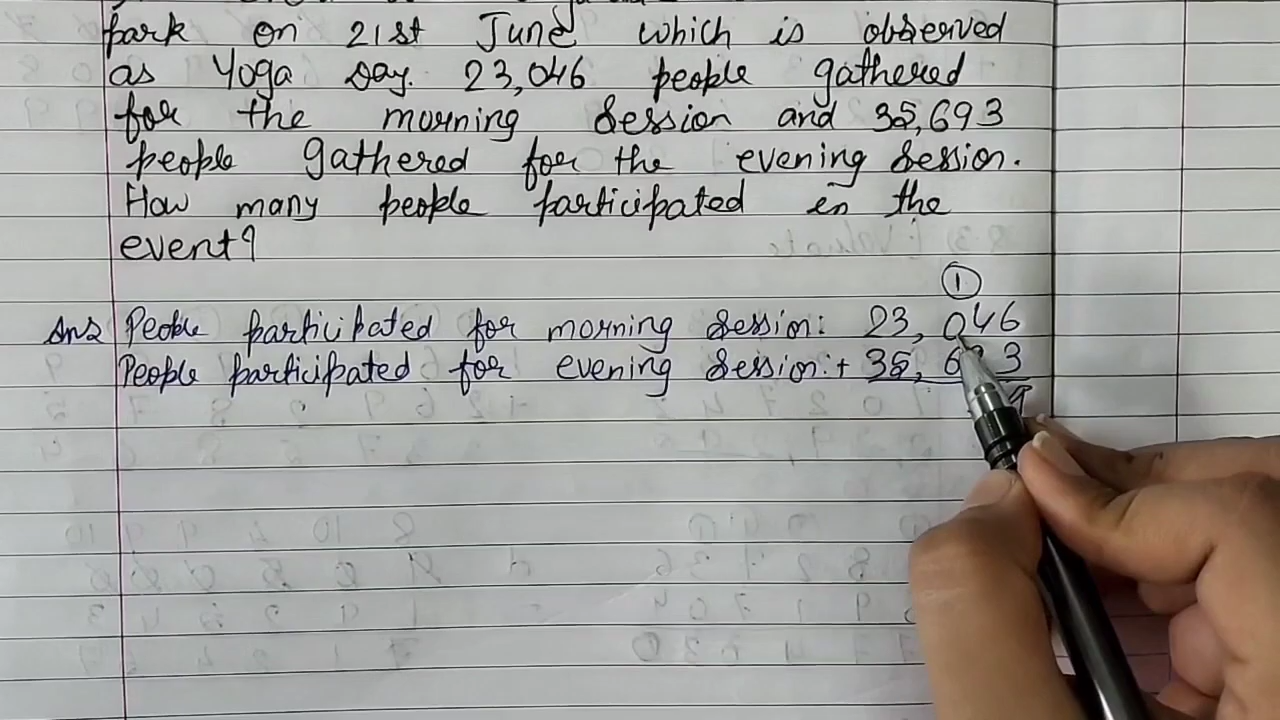 park on 21st June which is observed
as Yoga Day. 23,046 people gathered
for the morning session and 35,693
people gathered for the evening session.
How many people participated in the
event?
1
Ans People participated for morning session: 23,046
People participated for evening session: + 35,693
9